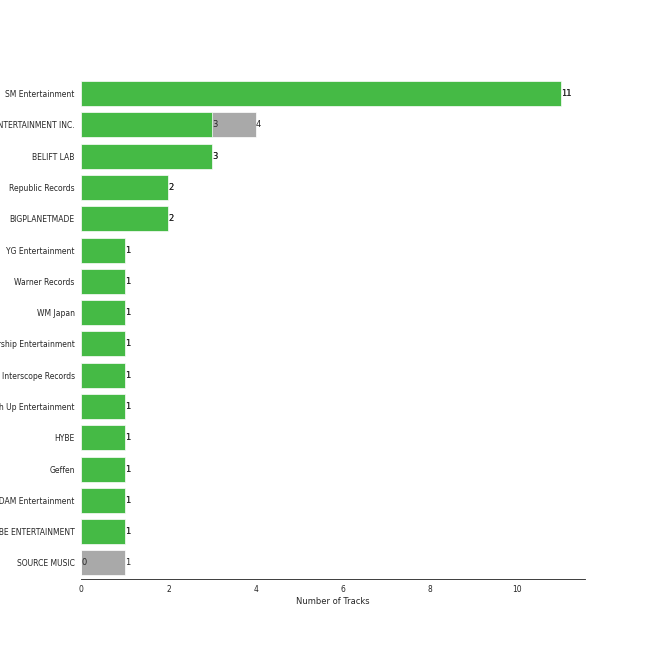 SM Entertainment 11
NTERTAINMENT INC. 3 4
BELIFT LAB 3
Republic Records 2
BIGPLANETMADE 2
YG Entertainment 1
Warner Records 1
WM Japan 1
rship Entertainment 1
Interscope Records 1
h Up Entertainment 1
HYBE 1
Geffen 1
DAM Entertainment 1
BE ENTERTAINMENT 1
SOURCE MUSIC 0 1
0 2 4 6 8 10
Number of Tracks